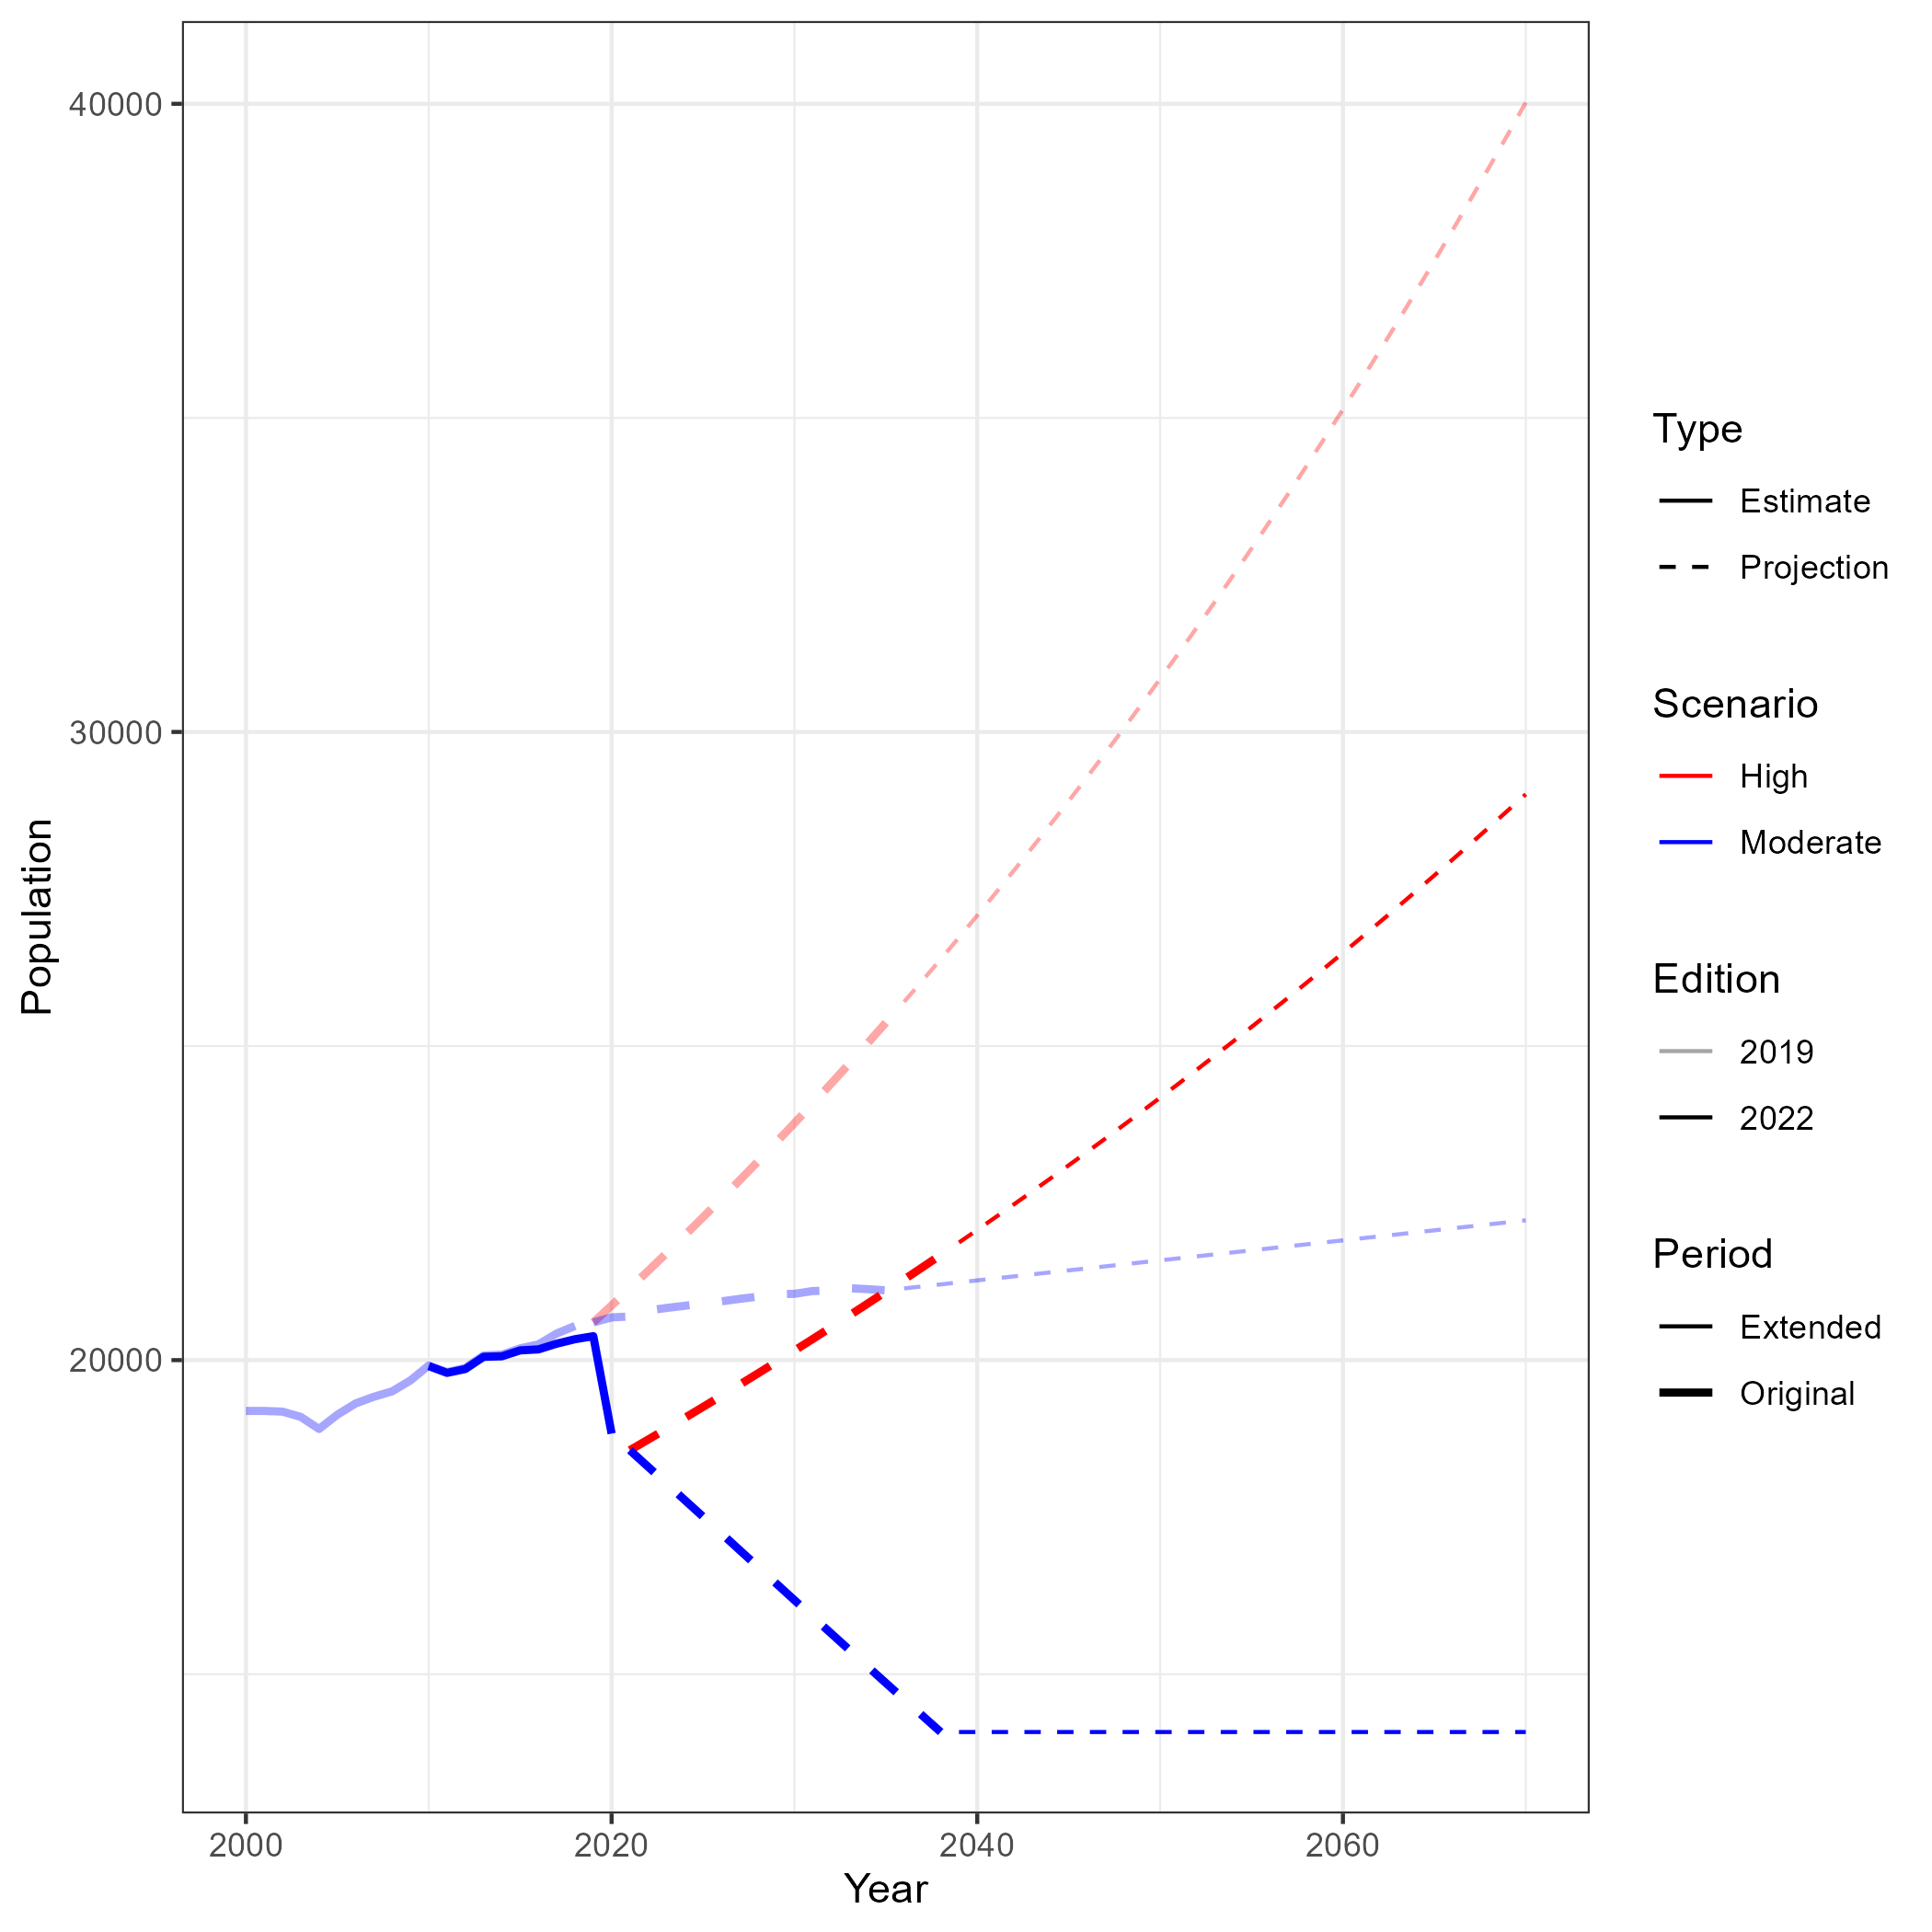 40000
30000
20000
Population
2000
2020
2040
2060
Year
Type
Estimate
Projection
Scenario
High
Moderate
Edition
2019
2022
Period
Extended
Original